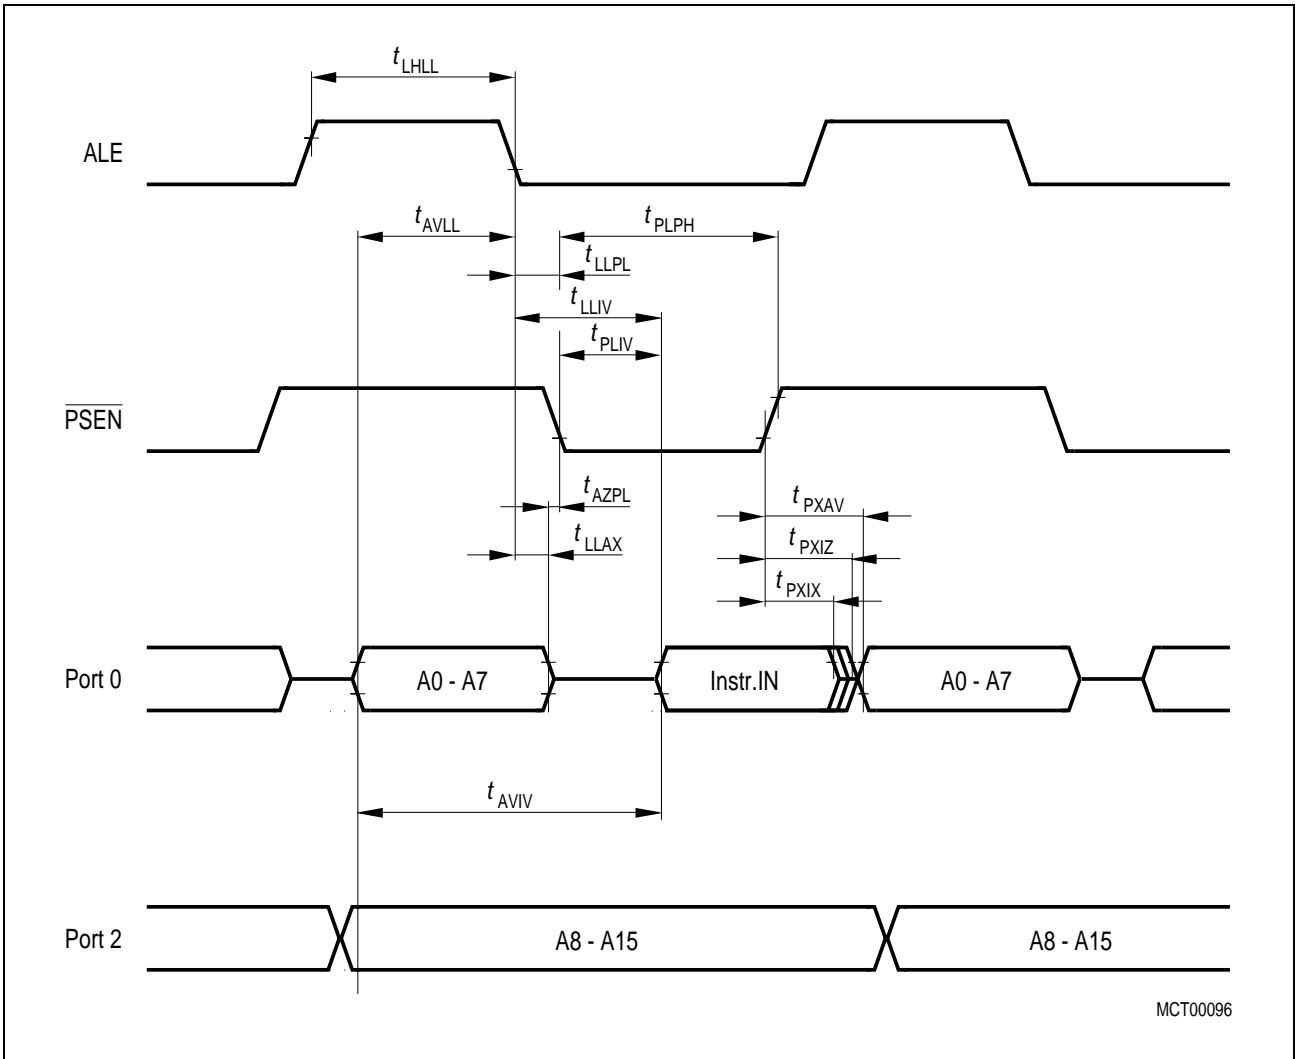 tLHLL
ALE
tAVLL
tPLPH
tLLPL
tLLIV
tPLIV
PSEN
tAZPL
tPXAV
tLLAX
tPXIZ
tPXIX
Port 0
A0 - A7
Instr.IN
A0 - A7
tAVIV
Port 2
A8 - A15
A8 - A15
MCT00096